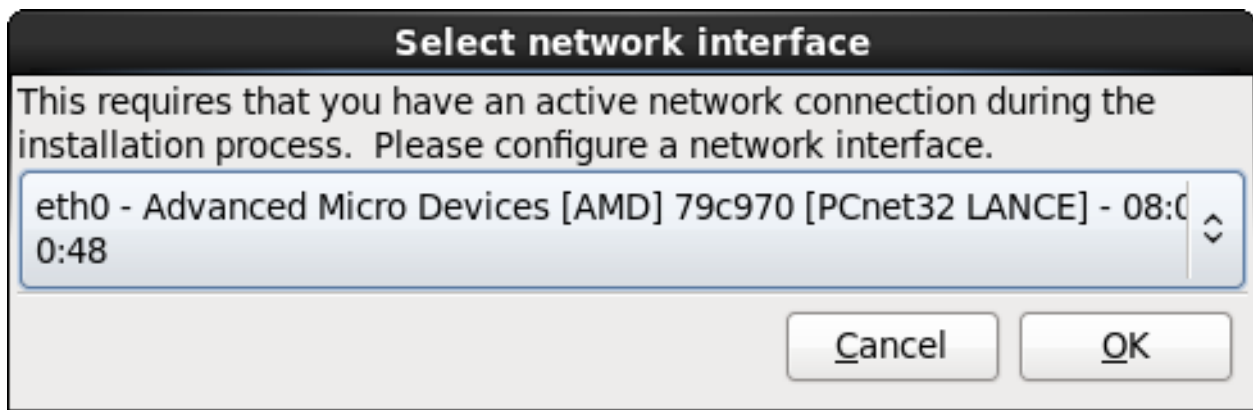 Select network interface
This requires that you have an active network connection during the
installation process.  Please configure a network interface.
eth0 - Advanced Micro Devices [AMD] 79c970 [PCnet32 LANCE] - 08:0
0:48
Cancel
OK